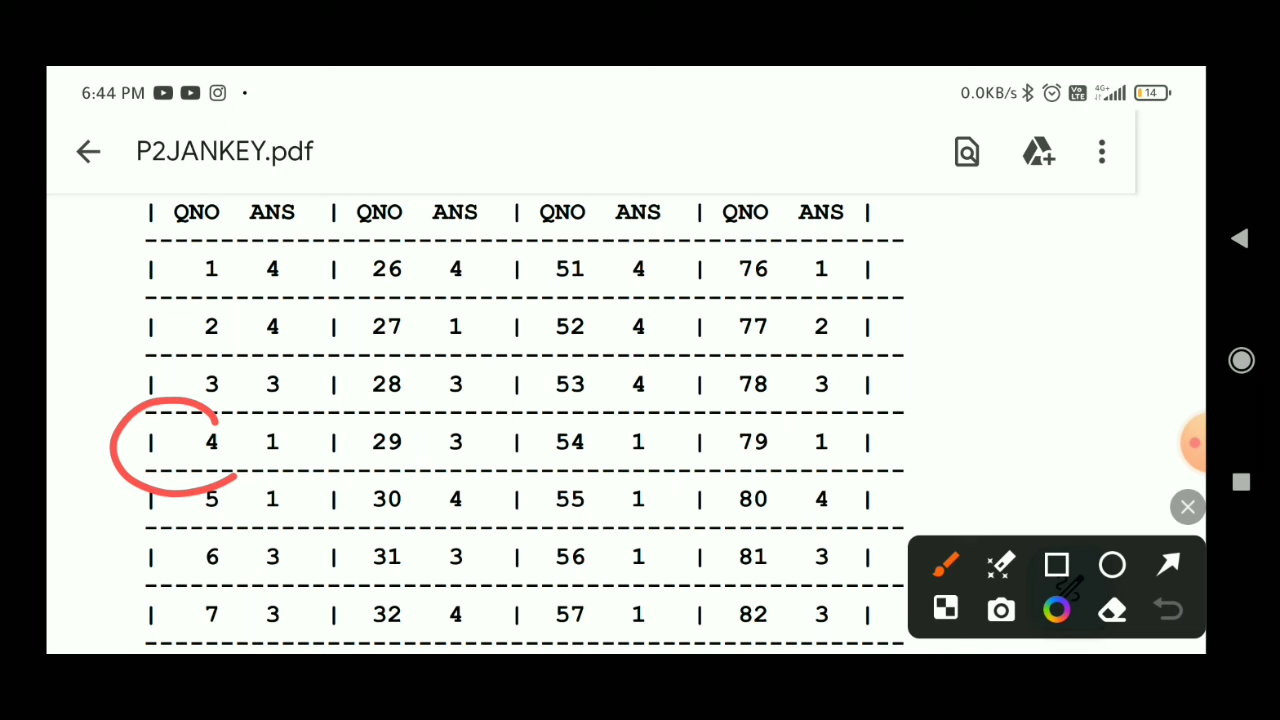 6:44 PM
0.0KB/s Vo LTE 4G+ 14
P2JANKEY.pdf
| QNO ANS | QNO ANS | QNO ANS | QNO ANS |
| 1 4 | 26 4 | 51 4 | 76 1 |
| 2 4 | 27 1 | 52 4 | 77 2 |
| 3 3 | 28 3 | 53 4 | 78 3 |
| 4 1 | 29 3 | 54 1 | 79 1 |
| 5 1 | 30 4 | 55 1 | 80 4 |
| 6 3 | 31 3 | 56 1 | 81 3 |
| 7 3 | 32 4 | 57 1 | 82 3 |